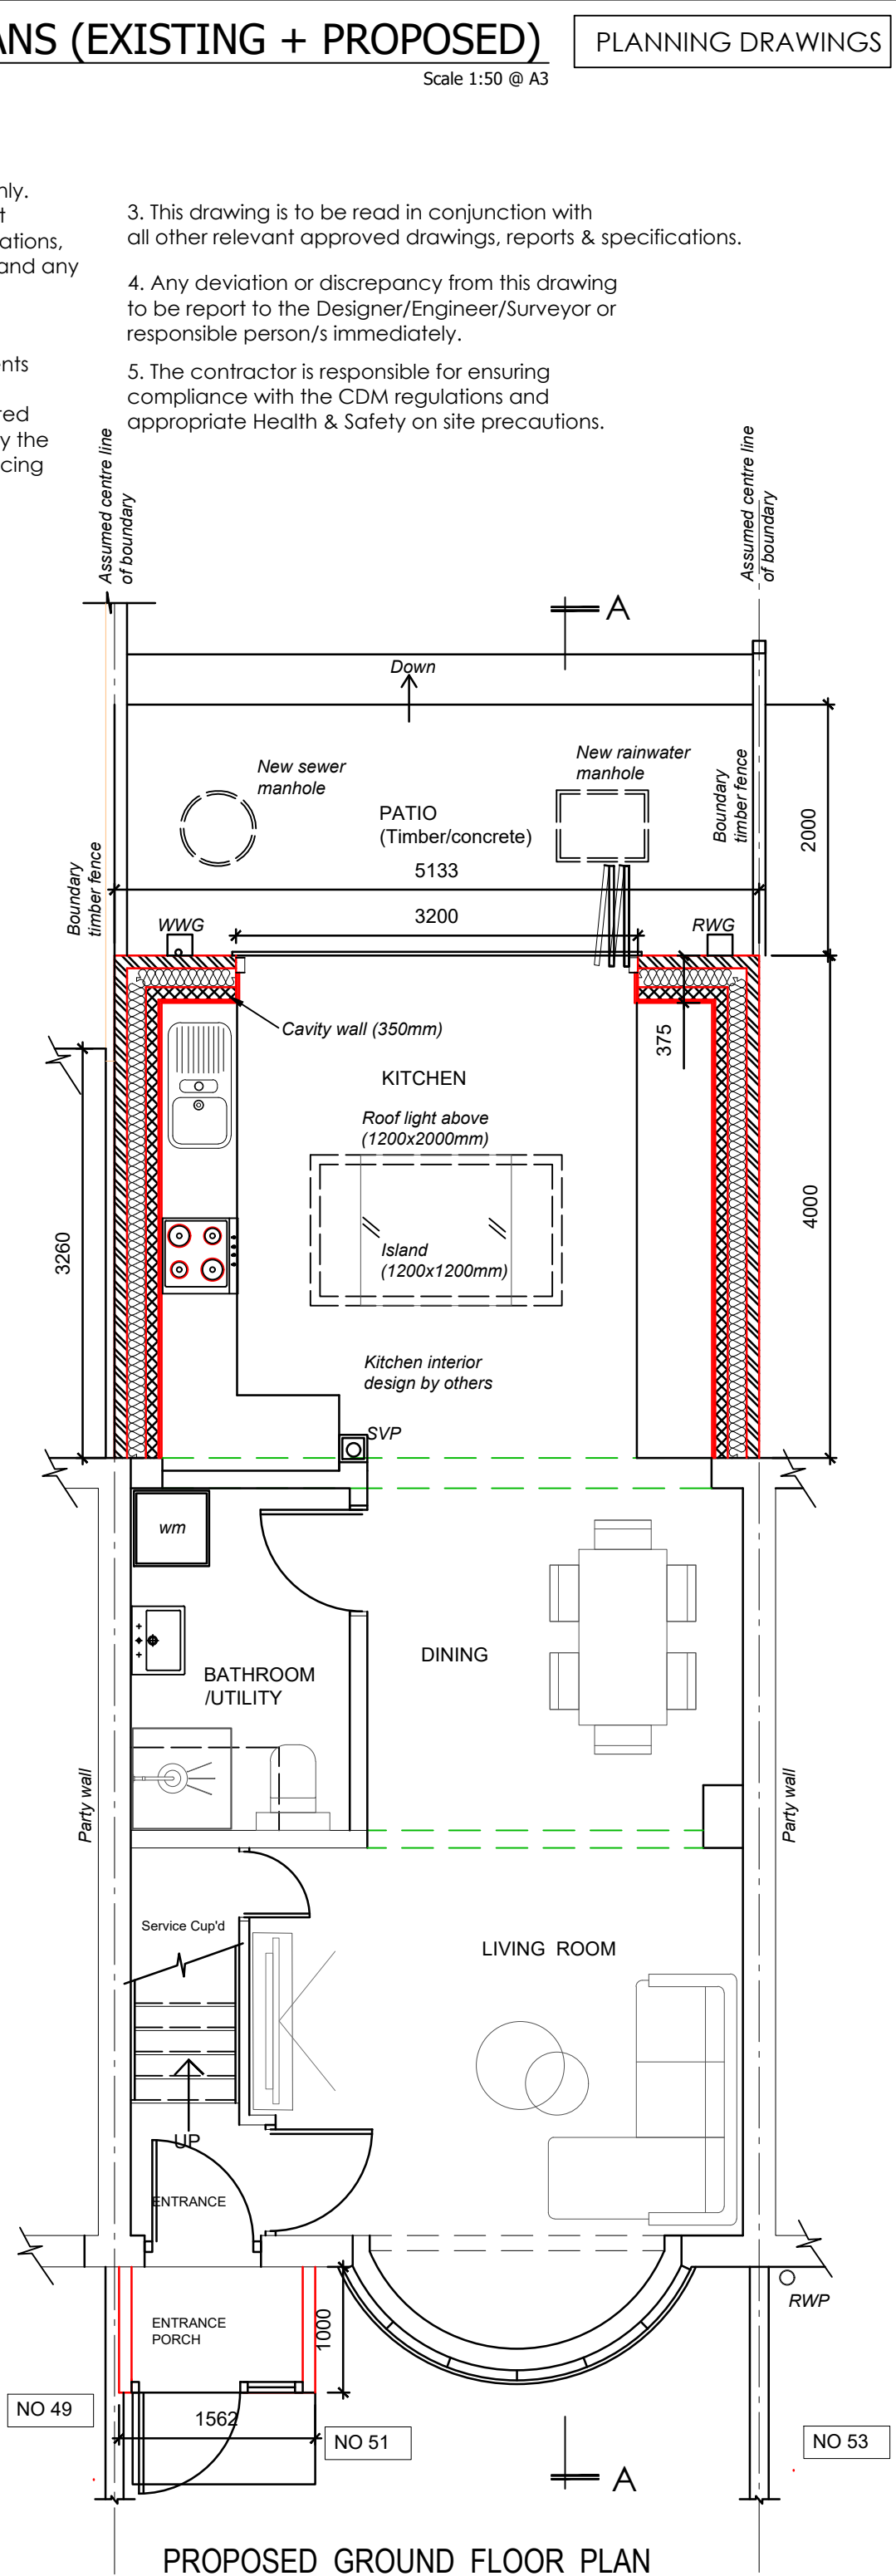 ANS (EXISTING + PROPOSED)
PLANNING DRAWINGS
Scale 1:50 @ A3
nly.
t
ations,
and any
ents
red
y the
cing
3. This drawing is to be read in conjunction with
all other relevant approved drawings, reports & specifications.
4. Any deviation or discrepancy from this drawing
to be report to the Designer/Engineer/Surveyor or
responsible person/s immediately.
5. The contractor is responsible for ensuring
compliance with the CDM regulations and
appropriate Health & Safety on site precautions.
Assumed centre line
of boundary
Assumed centre line
of boundary
A
Down
New sewer
manhole
New rainwater
manhole
PATIO
(Timber/concrete)
Boundary
timber fence
2000
5133
Boundary
timber fence
3200
WWG
RWG
Cavity wall (350mm)
375
KITCHEN
Roof light above
(1200x2000mm)
4000
3260
Island
(1200x1200mm)
Kitchen interior
design by others
SVP
wm
DINING
BATHROOM
/UTILITY
Party wall
Party wall
Service Cup'd
LIVING ROOM
UP
ENTRANCE
ENTRANCE
PORCH
1000
RWP
NO 49
1562
NO 51
NO 53
A
PROPOSED GROUND FLOOR PLAN